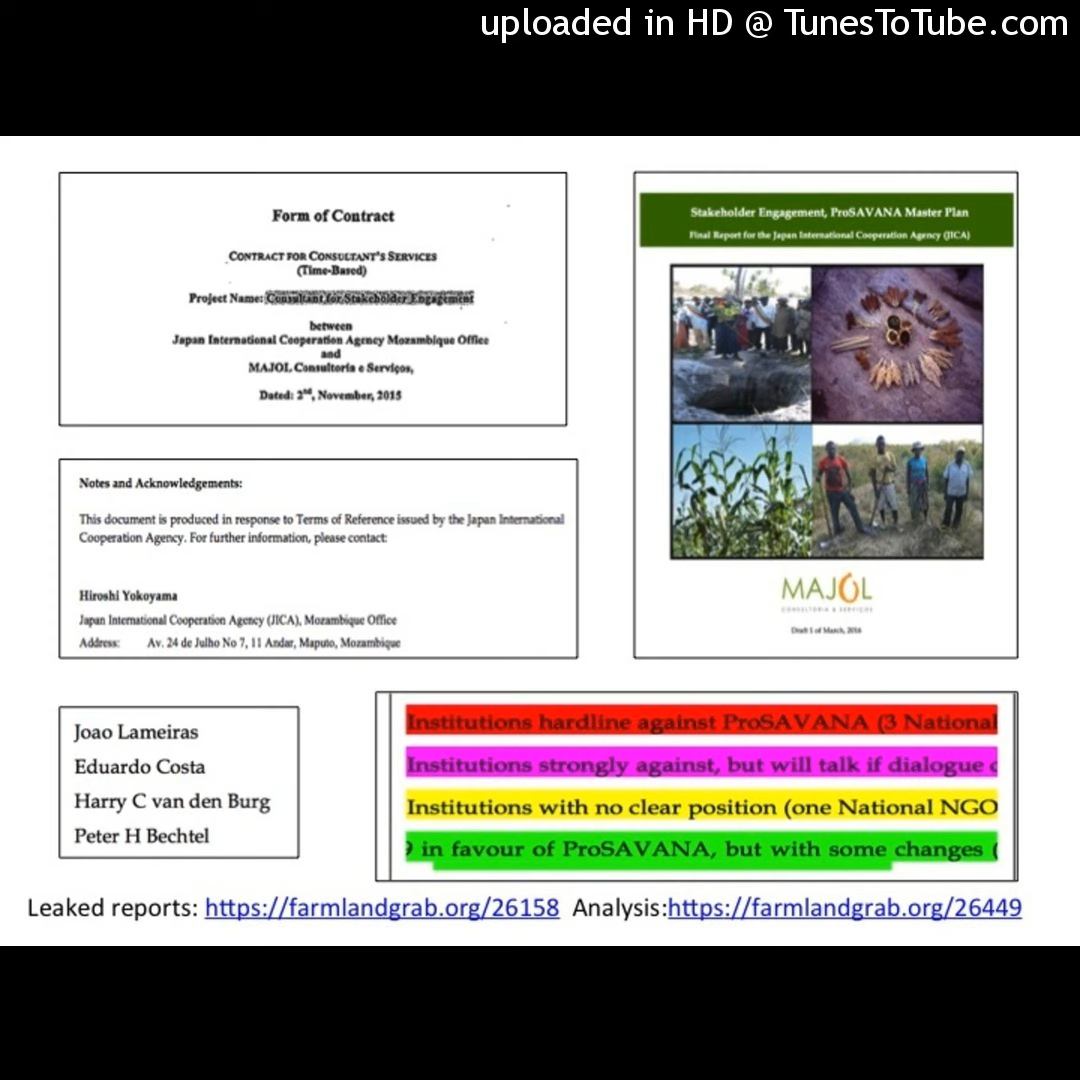 uploaded in HD @ TunesToTube.com
Form of Contract
CONTRACT FOR CONSULTANT'S SERVICES
(Time-Based)
Project Name: Consultant for Stakeholder Engagement
between
Japan International Cooperation Agency Mozambique Office
and
MAJOL Consultoria e Serviços,
Dated: 2nd, November, 2015
Stakeholder Engagement, ProSAVANA Master Plan
Final Report for the Japan International Cooperation Agency (JICA)
MAJOL
CONSULTORIA & SERVIÇOS
Draft 1 of March, 2016
Notes and Acknowledgements:
This document is produced in response to Terms of Reference issued by the Japan International
Cooperation Agency. For further information, please contact:
Hiroshi Yokoyama
Japan International Cooperation Agency (JICA), Mozambique Office
Address: Av. 24 de Julho No 7, 11 Andar, Maputo, Mozambique
Joao Lameiras
Eduardo Costa
Harry C van den Burg
Peter H Bechtel
Institutions hardline against ProSAVANA (3 National
Institutions strongly against, but will talk if dialogue
Institutions with no clear position (one National NGO
in favour of ProSAVANA, but with some changes (
Leaked reports: https://farmlandgrab.org/26158 Analysis:https://farmlandgrab.org/26449